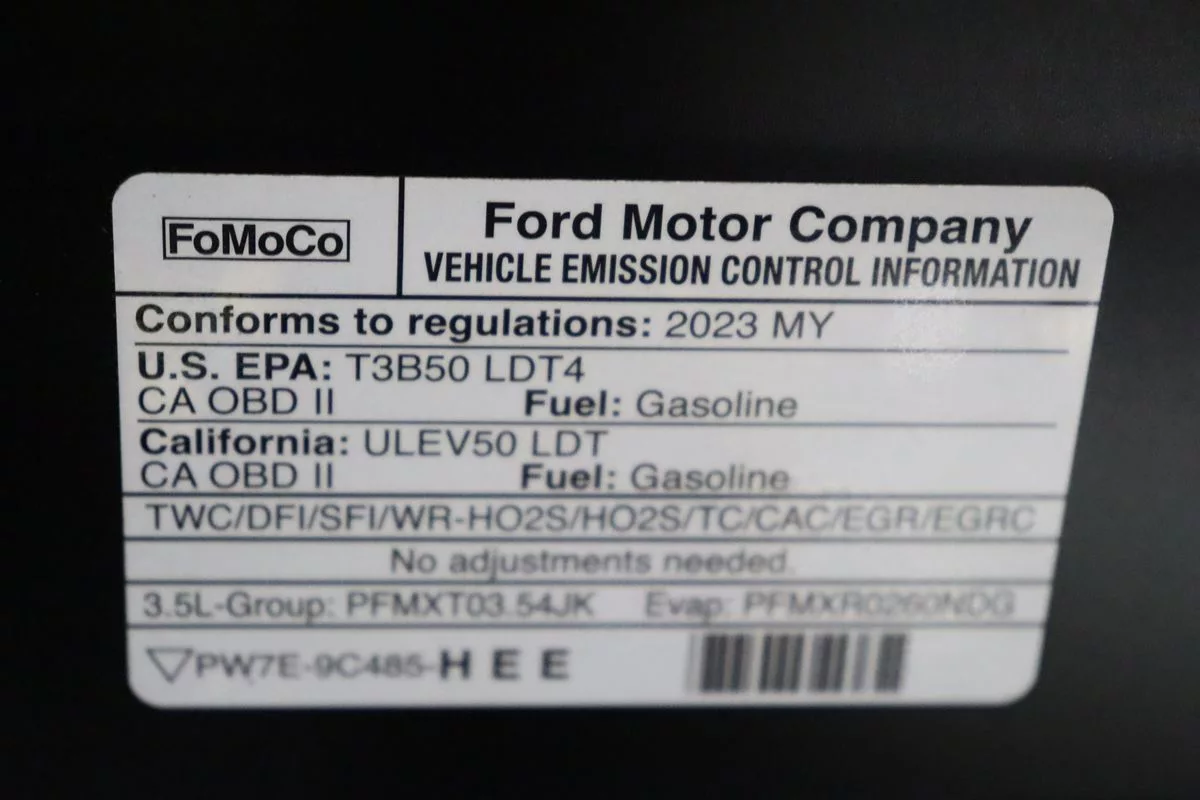 FoMoCo
Ford Motor Company
VEHICLE EMISSION CONTROL INFORMATION
Conforms to regulations: 2023 MY
U.S. EPA: T3B50 LDT4
CA OBD II Fuel: Gasoline
California: ULEV50 LDT
CA OBD II Fuel: Gasoline
TWC/DFI/SFI/WR-HO2S/HO2S/TC/CAC/EGR/EGRC
No adjustments needed.
3.5L-Group: PFMXT03.54JK Evap: PFMXR0260NDG
PW7E-9C485-HEE